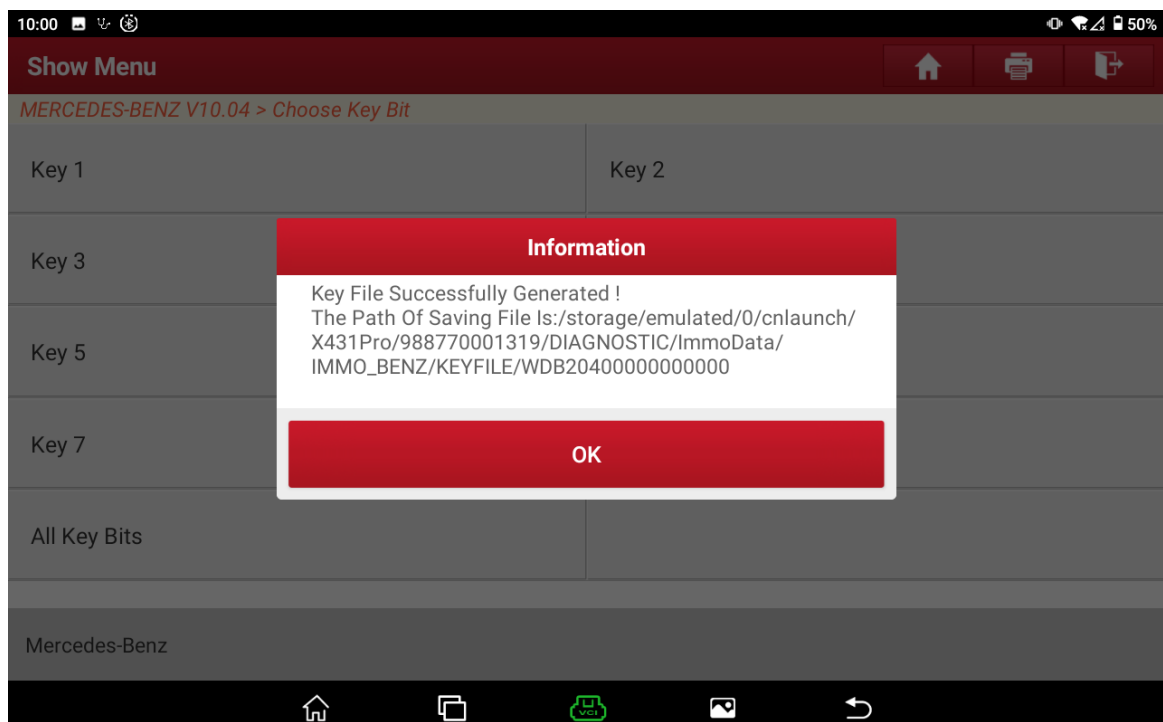 10:00 50%
Show Menu
MERCEDES-BENZ V10.04 > Choose Key Bit
Key 1 Key 2
Key 3
Information
Key File Successfully Generated !
The Path Of Saving File Is:/storage/emulated/0/cnlaunch/
X431Pro/988770001319/DIAGNOSTIC/ImmoData/
IMMO_BENZ/KEYFILE/WDB20400000000000
Key 5
Key 7
OK
All Key Bits
Mercedes-Benz
VCI